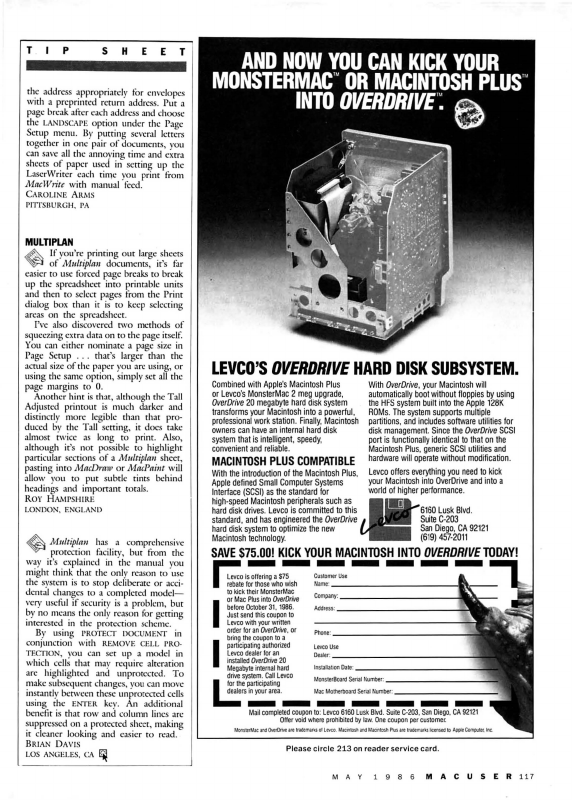 TIP SHEET
the address appropriately for envelopes
with a preprinted return address. Put a
page break after each address and choose
the LANDSCAPE option under the Page
Setup menu. By putting several letters
together in one pair of documents, you
can save all the annoying time and extra
sheets of paper used in setting up the
LaserWriter each time you print from
MacWrite with manual feed.
CAROLINE ARMS
PITTSBURGH, PA
MULTIPLAN
If you're printing out large sheets
of Multiplan documents, it's far
easier to use forced page breaks to break
up the spreadsheet into printable units
and then to select pages from the Print
dialog box than it is to keep selecting
areas on the spreadsheet.
I've also discovered two methods of
squeezing extra data on to the page itself.
You can either nominate a page size in
Page Setup . . . that's larger than the
actual size of the paper you are using, or
using the same option, simply set all the
page margins to 0.
Another hint is that, although the Tall
Adjusted printout is much darker and
distinctly more legible than that pro-
duced by the Tall setting, it does take
almost twice as long to print. Also,
although it's not possible to highlight
particular sections of a Multiplan sheet,
pasting into MacDraw or MacPaint will
allow you to put subtle tints behind
headings and important totals.
ROY HAMPSHIRE
LONDON, ENGLAND
Multiplan has a comprehensive
protection facility, but from the
way it's explained in the manual you
might think that the only reason to use
the system is to stop deliberate or acci-
dental changes to a completed model—
very useful if security is a problem, but
by no means the only reason for getting
interested in the protection scheme.
By using PROTECT DOCUMENT in
conjunction with REMOVE CELL PRO-
TECTION, you can set up a model in
which cells that may require alteration
are highlighted and unprotected. To
make subsequent changes, you can move
instantly between these unprotected cells
using the ENTER key. An additional
benefit is that row and column lines are
suppressed on a protected sheet, making
it cleaner looking and easier to read.
BRIAN DAVIS
LOS ANGELES, CA
AND NOW YOU CAN KICK YOUR
MONSTERMAC™ OR MACINTOSH PLUS™
INTO OVERDRIVE™.
LEVCO'S OVERDRIVE HARD DISK SUBSYSTEM.
Combined with Apple's Macintosh Plus
or Levco's MonsterMac 2 meg upgrade,
OverDrive 20 megabyte hard disk system
transforms your Macintosh into a powerful,
professional work station. Finally, Macintosh
owners can have an internal hard disk
system that is intelligent, speedy,
convenient and reliable.
MACINTOSH PLUS COMPATIBLE
With the introduction of the Macintosh Plus,
Apple defined Small Computer Systems
Interface (SCSI) as the standard for
high-speed Macintosh peripherals such as
hard disk drives. Levco is committed to this
standard, and has engineered the OverDrive
hard disk system to optimize the new
Macintosh technology.
With OverDrive, your Macintosh will
automatically boot without floppies by using
the HFS system built into the Apple 128K
ROMs. The system supports multiple
partitions, and includes software utilities for
disk management. Since the OverDrive SCSI
port is functionally identical to that on the
Macintosh Plus, generic SCSI utilities and
hardware will operate without modification.
Levco offers everything you need to kick
your Macintosh into OverDrive and into a
world of higher performance.
Levco
6160 Lusk Blvd.
Suite C-203
San Diego, CA 92121
(619) 457-2011
SAVE $75.00! KICK YOUR MACINTOSH INTO OVERDRIVE TODAY!
Levco is offering a $75
rebate for those who wish
to kick their MonsterMac
or Mac Plus into OverDrive
before October 31, 1986.
Just send this coupon to
Levco with your written
order for an OverDrive, or
bring the coupon to a
participating authorized
Levco dealer for an
installed OverDrive 20
Megabyte internal hard
drive system. Call Levco
for the participating
dealers in your area.
Customer Use
Name:
Company:
Address:
Phone:
Levco Use
Dealer:
Installation Date:
MonsterBoard Serial Number:
Mac Motherboard Serial Number:
Mail completed coupon to: Levco 6160 Lusk Blvd. Suite C-203, San Diego, CA 92121
Offer void where prohibited by law. One coupon per customer.
MonsterMac and OverDrive are trademarks of Levco. Macintosh and Macintosh Plus are trademarks licensed to Apple Computer, Inc.
Please circle 213 on reader service card.
MAY 1986 MACUSER 117